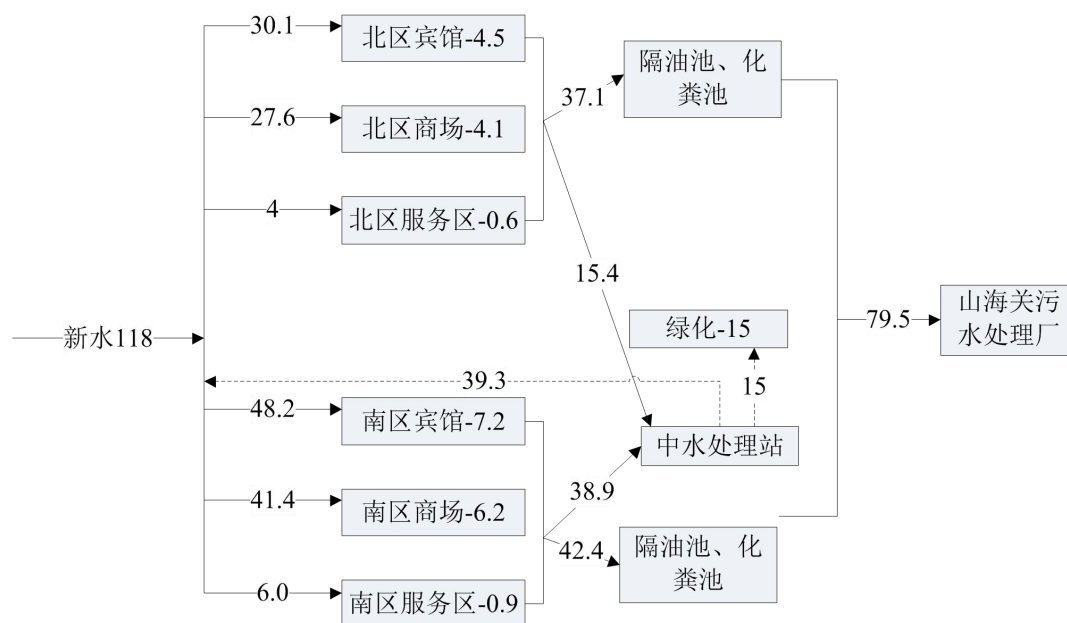 30.1
北区宾馆-4.5
27.6
北区商场-4.1
4
北区服务区-0.6
37.1
隔油池、化
粪池
15.4
新水118
绿化-15
79.5
山海关污
水处理厂
39.3
15
48.2
南区宾馆-7.2
中水处理站
41.4
南区商场-6.2
38.9
42.4
隔油池、化
粪池
6.0
南区服务区-0.9